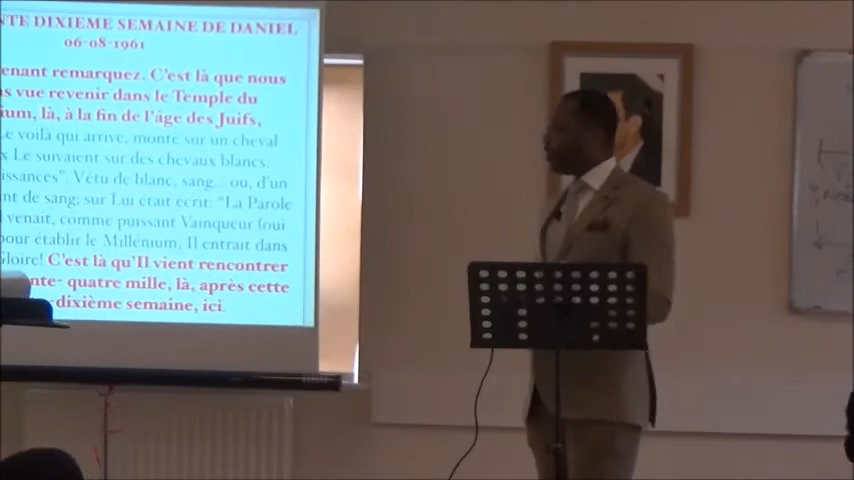 NTE DIXIEME SEMAINE DE DANIEL
06-08-1961
enant remarquez. C'est là que nous
s vue revenir dans le Temple du
ium, là, à la fin de l'âge des Juifs,
Le voilà qui arrive, monte sur un cheval
x Le suivaient sur des chevaux blancs.
issances". Vêtu de blanc, sang... ou, d'un
nt de sang; sur Lui était écrit: "La Parole
venait, comme puissant Vainqueur [oui
pour établir le Millénium, Il entrait dans
Gloire! C'est là qu'Il vient rencontrer
nte- quatre mille, là, après cette
-dixième semaine, ici.